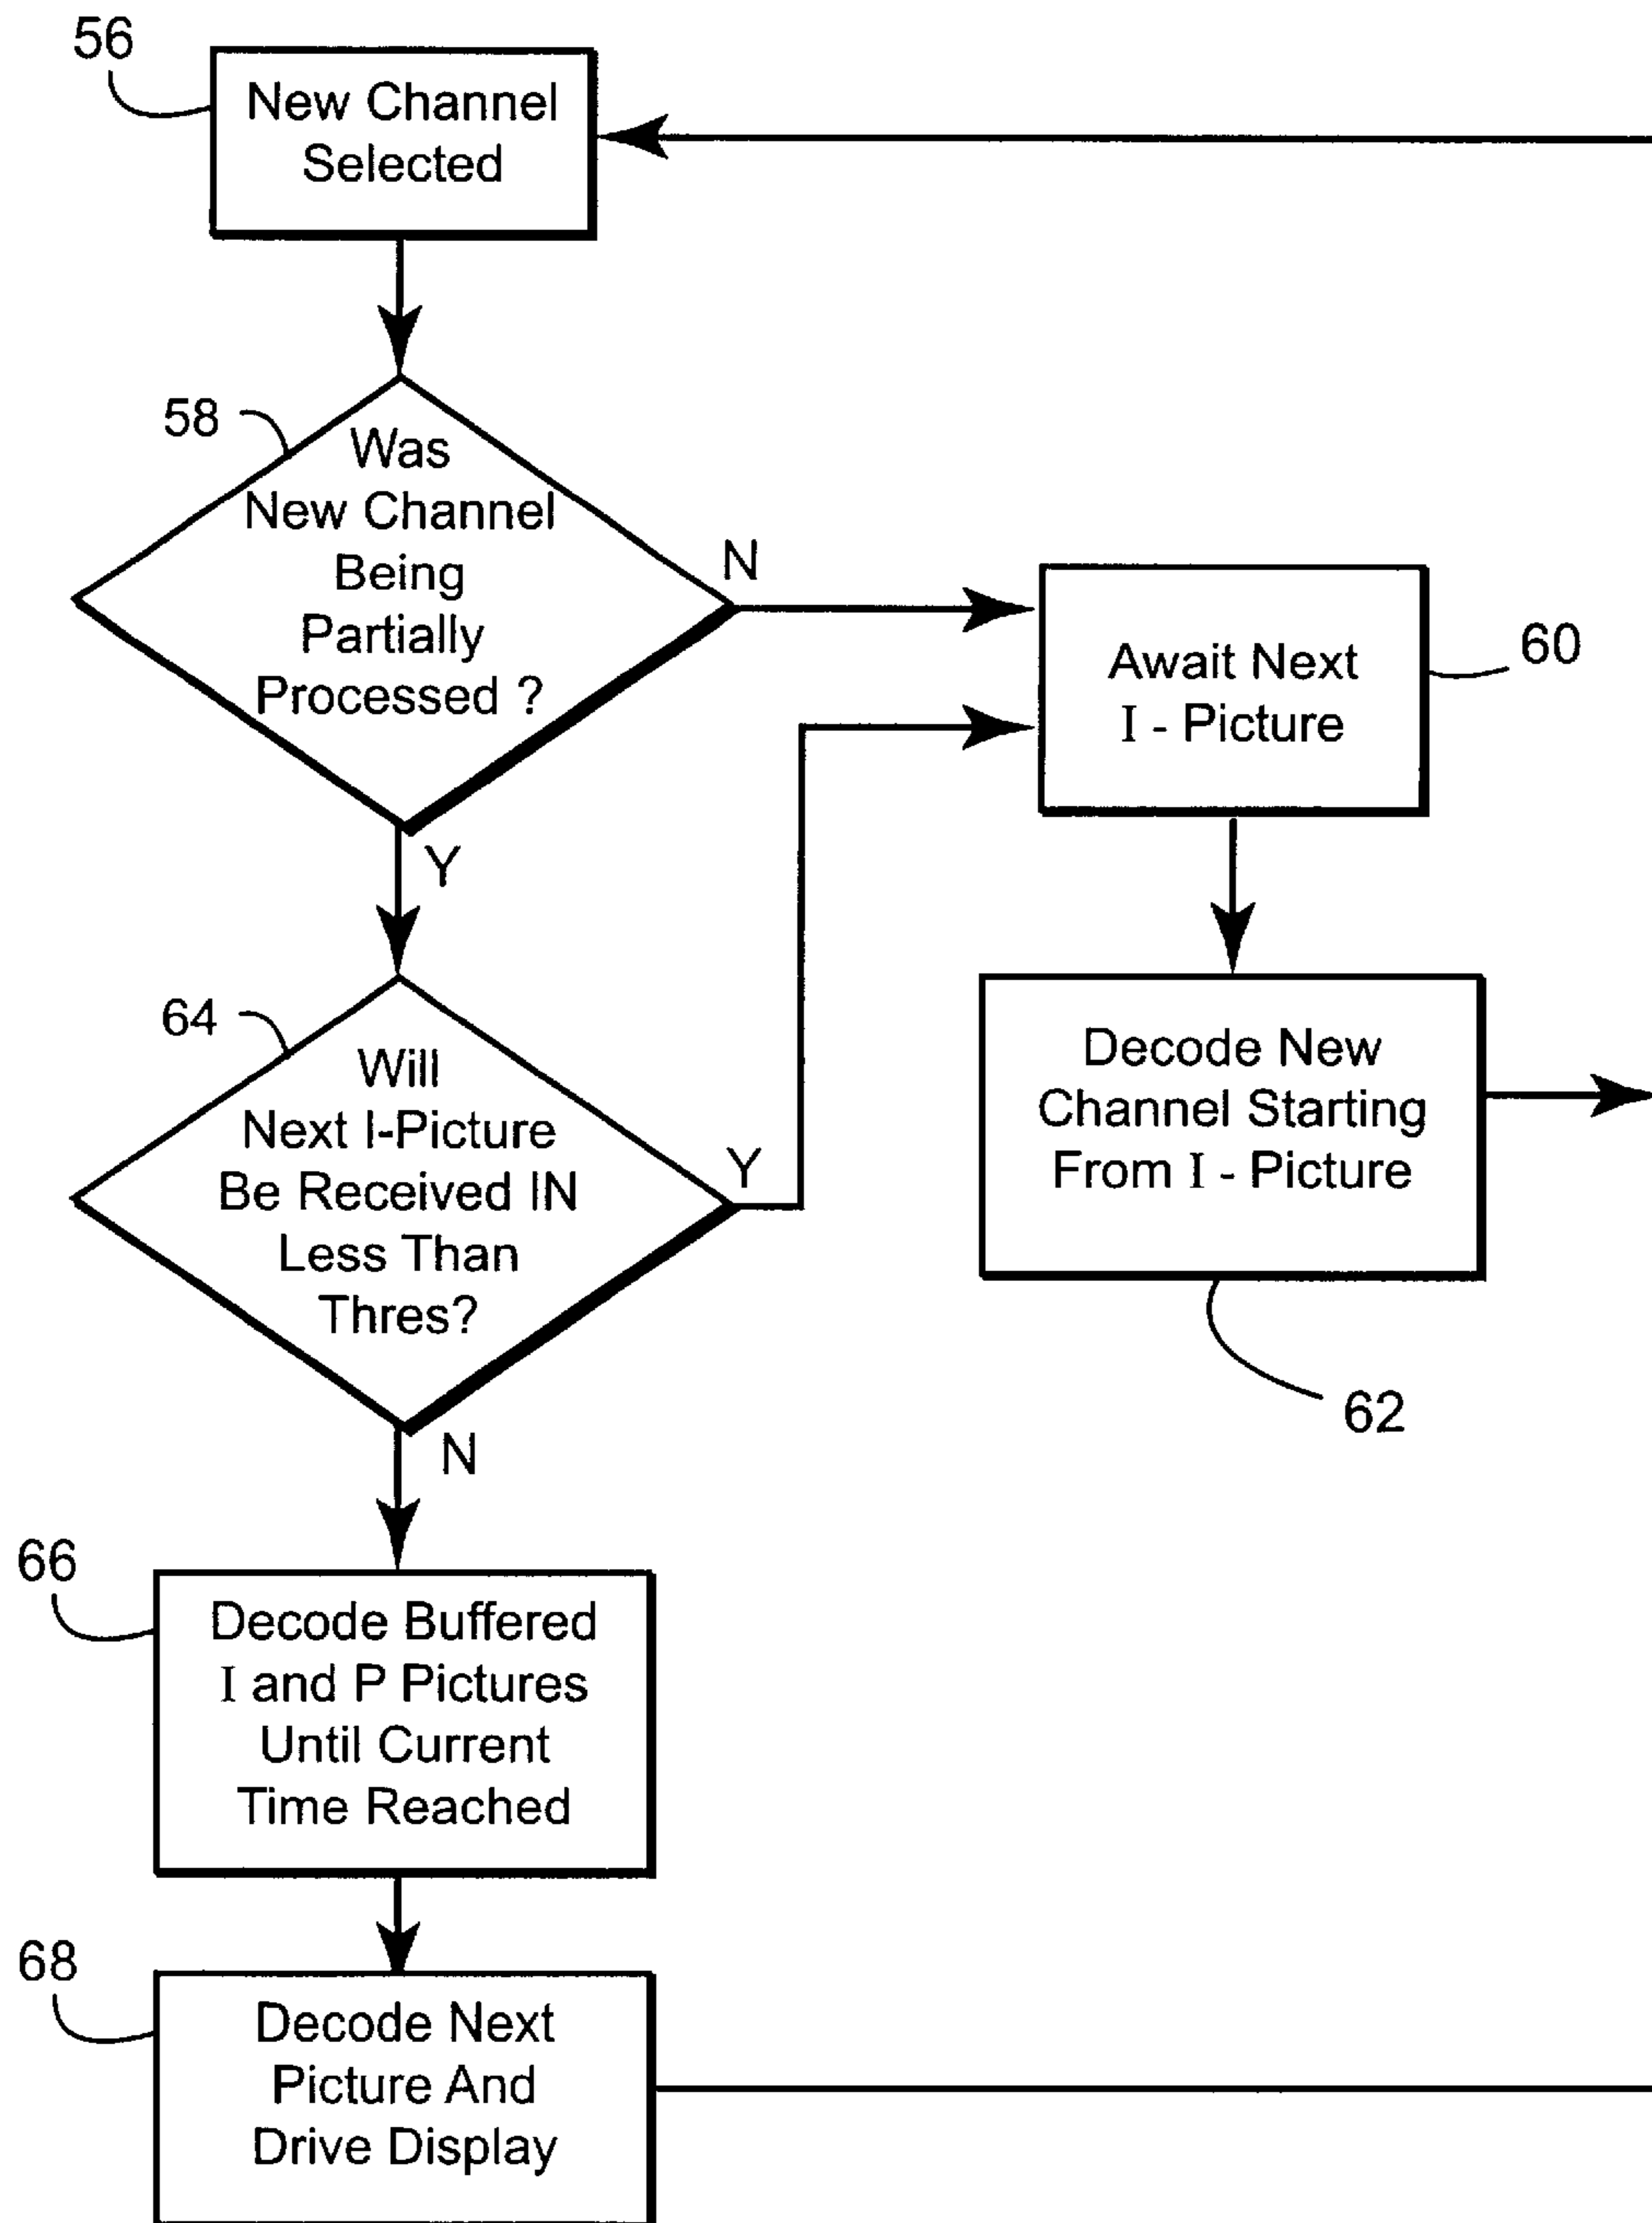 56
New Channel
Selected
58
Was
New Channel
Being
Partially
Processed ?
N
Y
60
Await Next
I - Picture
64
Will
Next I-Picture
Be Received IN
Less Than
Thres?
Y
N
Decode New
Channel Starting
From I - Picture
62
66
Decode Buffered
I and P Pictures
Until Current
Time Reached
68
Decode Next
Picture And
Drive Display